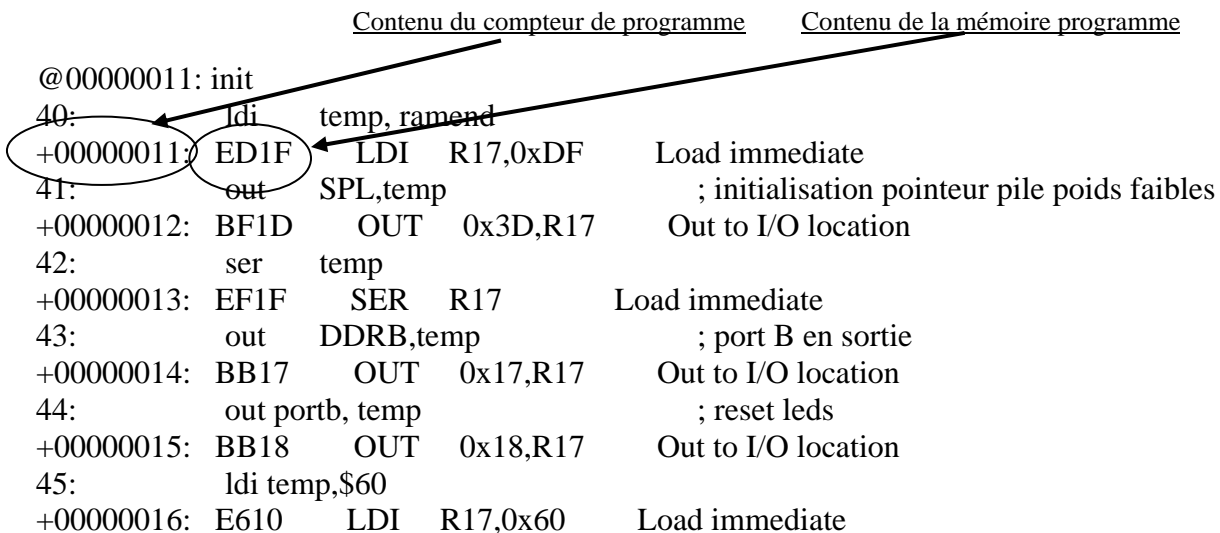 Contenu du compteur de programme Contenu de la mémoire programme
@00000011: init
40: ldi temp, ramend
+00000011: ED1F LDI R17,0xDF Load immediate
41: out SPL,temp ; initialisation pointeur pile poids faibles
+00000012: BF1D OUT 0x3D,R17 Out to I/O location
42: ser temp
+00000013: EF1F SER R17 Load immediate
43: out DDRB,temp ; port B en sortie
+00000014: BB17 OUT 0x17,R17 Out to I/O location
44: out portb, temp ; reset leds
+00000015: BB18 OUT 0x18,R17 Out to I/O location
45: ldi temp,$60
+00000016: E610 LDI R17,0x60 Load immediate